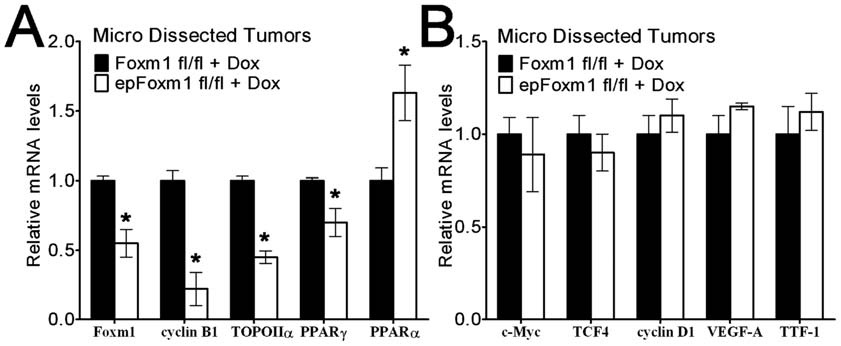 A
Micro Dissected Tumors
Foxm1 fl/fl + Dox
epFoxm1 fl/fl + Dox
Relative mRNA levels
2.0
1.5
1.0
0.5
0.0
* * * * *
Foxm1 cyclin B1 TOPOIIα PPARγ PPARα
B
Micro Dissected Tumors
Foxm1 fl/fl + Dox
epFoxm1 fl/fl + Dox
Relative mRNA levels
1.5
1.0
0.5
0.0
c-Myc TCF4 cyclin D1 VEGF-A TTF-1